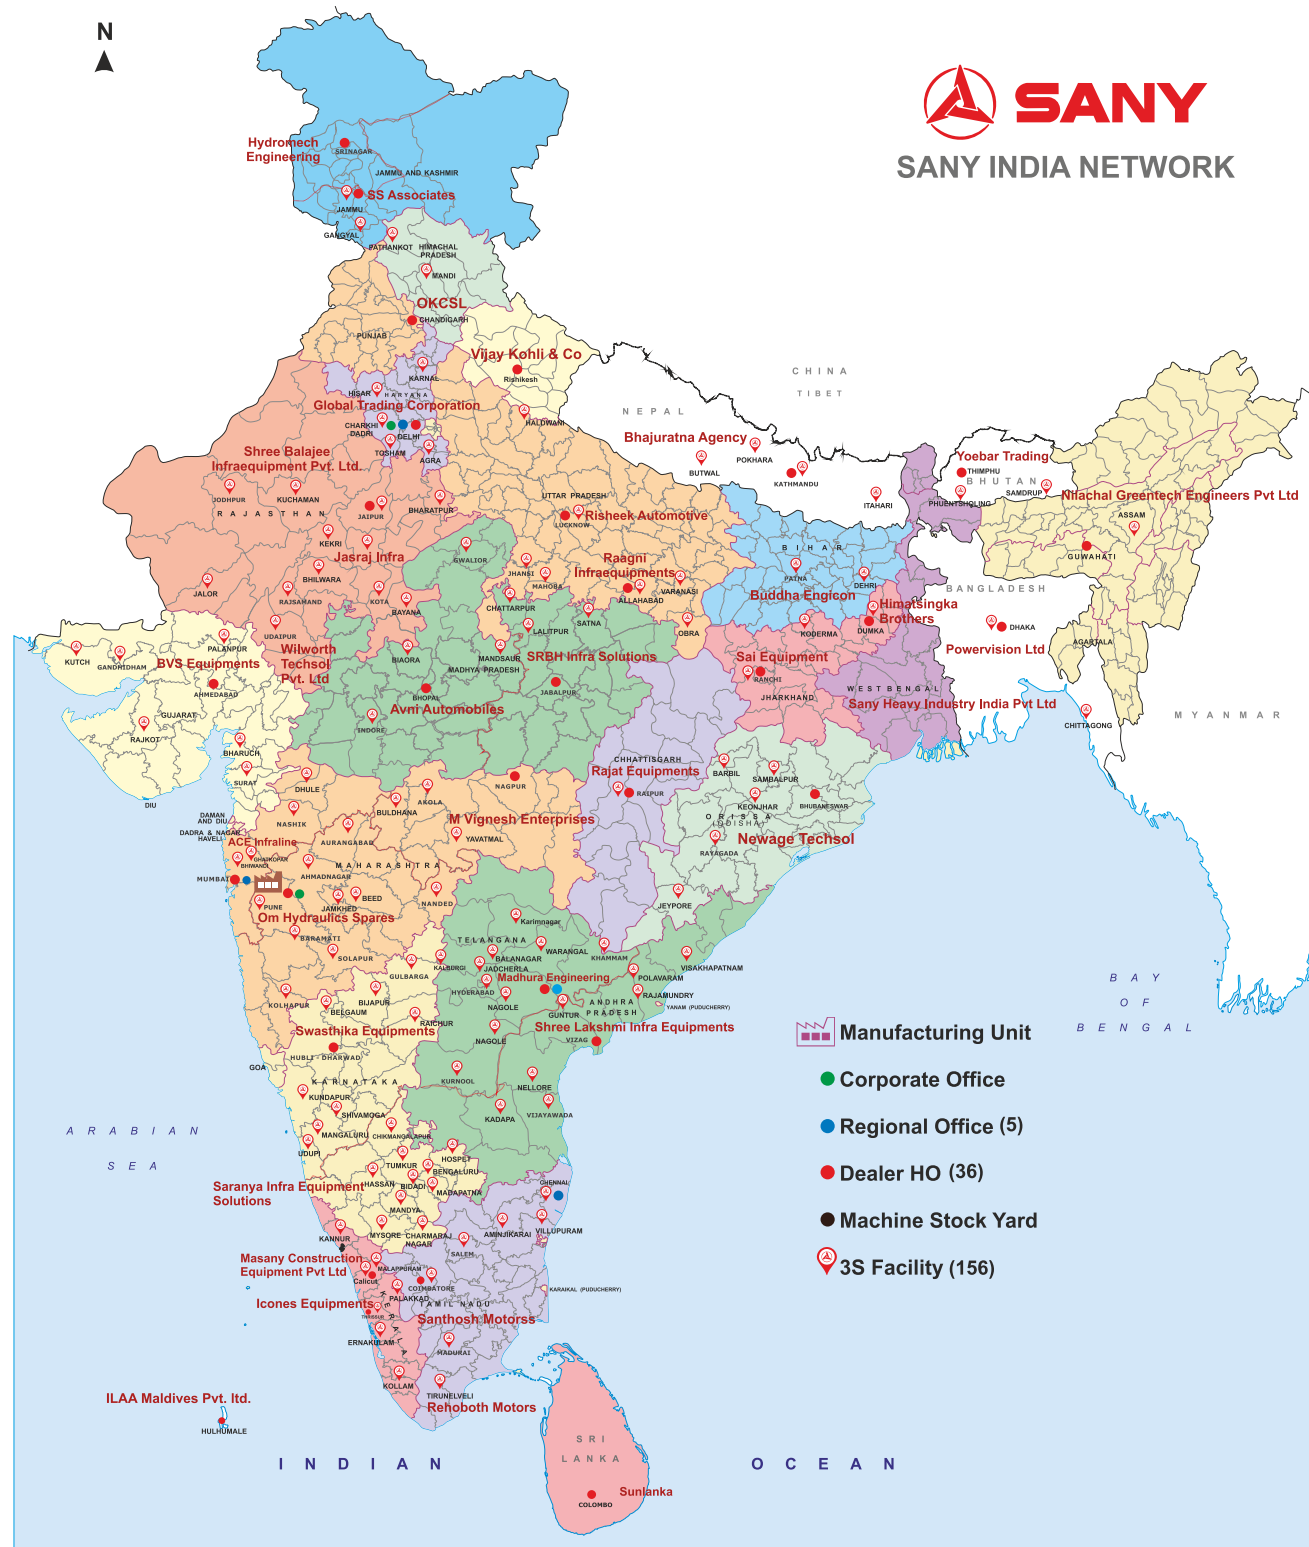 N
SANY
SANY INDIA NETWORK
Hydromech
Engineering
SRINAGAR
JAMMU AND KASHMIR
SS Associates
JAMMU
GANGYAL
PATHANKOT
HIMACHAL
PRADESH
MANDI
OKCSL
CHANDIGARH
PUNJAB
Vijay Kohli & Co
Rishikesh
KARNAL
HISAR
HARYANA
Global Trading Corporation
CHARKHI
DADRI
DELHI
TOSHAM
AGRA
HALDWANI
CHINA
TIBET
NEPAL
Bhajuratna Agency
POKHARA
BUTWAL
KATHMANDU
ITAHARI
Yoebar Trading
THIMPHU
BHUTAN
SAMDRUP
PHUENTSHOLING
Nilachal Greentech Engineers Pvt Ltd
ASSAM
GUWAHATI
Shree Balajee
Infraequipment Pvt. Ltd.
JODHPUR
KUCHAMAN
RAJASTHAN
JAIPUR
BHARATPUR
KEKRI
Jasraj Infra
BHILWARA
JALOR
RAJSAMAND
KOTA
BAYANA
UDAIPUR
Wilworth
Techsol
Pvt. Ltd
UTTAR PRADESH
LUCKNOW
Risheek Automotive
GWALIOR
JHANSI
MAHOBA
Raagni
Infraequipments
ALLAHABAD
VARANASI
CHATTARPUR
SATNA
OBRA
LALITPUR
BIHAR
PATNA
DEHRI
Buddha Engicon
Himatsingka
Brothers
DUMKA
KODERMA
BANGLADESH
DHAKA
Powervision Ltd
AGARTALA
CHITTAGONG
MYANMAR
KUTCH
GANDHIDHAM
PALANPUR
BVS Equipments
AHMEDABAD
GUJARAT
RAJKOT
BHARUCH
SURAT
DIU
BIAORA
MANDSAUR
MADHYA PRADESH
SRBH Infra Solutions
BHOPAL
JABALPUR
Avni Automobiles
INDORE
Sai Equipment
RANCHI
JHARKHAND
WEST BENGAL
Sany Heavy Industry India Pvt Ltd
CHHATTISGARH
Rajat Equipments
RAIPUR
BARBIL
SAMBALPUR
KEONJHAR
BHUBANESWAR
ORISSA
(ODISHA)
Newage Techsol
RAYAGADA
JEYPORE
DHULE
NAGPUR
AKOLA
BULDHANA
NASHIK
M Vignesh Enterprises
YAVATMAL
AURANGABAD
DAMAN
AND DIU
DADRA & NAGAR
HAVELI
ACE Infraline
GHATKOPAR
BHIWANDI
MAHARASHTRA
AHMADNAGAR
MUMBAI
PUNE
JAMKHED
BEED
NANDED
Om Hydraulics Spares
BARAMATI
SOLAPUR
KOLHAPUR
Karimnagar
TELANGANA
WARANGAL
BALANAGAR
JADCHERLA
KHAMMAM
Madhura Engineering
HYDERABAD
NAGOLE
GUNTUR
ANDHRA
PRADESH
POLAVARAM
RAJAMUNDRY
VISAKHAPATNAM
YANAM (PUDUCHERRY)
Shree Lakshmi Infra Equipments
VIZAG
NAGOLE
GULBARGA
KALBURGI
BIJAPUR
BELGAUM
RAICHUR
Swasthika Equipments
HUBLI - DHARWAD
GOA
KARNATAKA
KURNOOL
NELLORE
KADAPA
VIJAYAWADA
KUNDAPUR
SHIVAMOGA
MANGALURU
CHIKMANGALAPUR
UDUPI
TUMKUR
HOSPET
BENGALURU
HASSAN
BIDADI
MADAPATNA
Saranya Infra Equipment
Solutions
MANDYA
MYSORE
CHARMARAJ
NAGAR
CHENNAI
AMINJIKARAI
VILLUPURAM
SALEM
KANNUR
Masany Construction
Equipment Pvt Ltd
MALAPPURAM
Calicut
COIMBATORE
PALAKKAD
KARAIKAL (PUDUCHERRY)
Icones Equipments
THRISSUR
KERALA
TAMIL NADU
Santhosh Motorss
ERNAKULAM
MADURAI
KOLLAM
TIRUNELVELI
Rehoboth Motors
ILAA Maldives Pvt. ltd.
HULHUMALE
SRI
LANKA
Sunlanka
COLOMBO
ARABIAN
SEA
BAY
OF
BENGAL
INDIAN OCEAN
Manufacturing Unit
Corporate Office
Regional Office (5)
Dealer HO (36)
Machine Stock Yard
3S Facility (156)